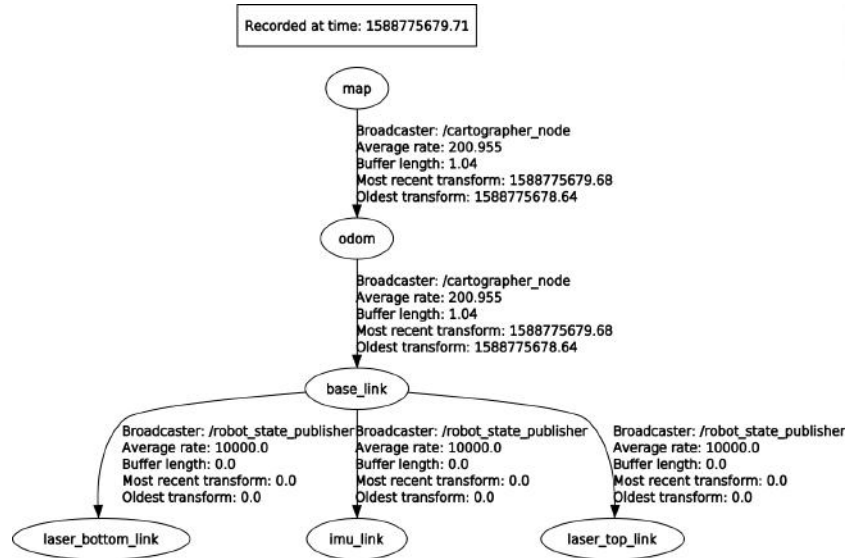 Recorded at time: 1588775679.71
map
Broadcaster: /cartographer_node
Average rate: 200.955
Buffer length: 1.04
Most recent transform: 1588775679.68
Oldest transform: 1588775678.64
odom
Broadcaster: /cartographer_node
Average rate: 200.955
Buffer length: 1.04
Most recent transform: 1588775679.68
Oldest transform: 1588775678.64
base_link
Broadcaster: /robot_state_publisher
Average rate: 10000.0
Buffer length: 0.0
Most recent transform: 0.0
Oldest transform: 0.0
Broadcaster: /robot_state_publisher
Average rate: 10000.0
Buffer length: 0.0
Most recent transform: 0.0
Oldest transform: 0.0
Broadcaster: /robot_state_publisher
Average rate: 10000.0
Buffer length: 0.0
Most recent transform: 0.0
Oldest transform: 0.0
laser_bottom_link
imu_link
laser_top_link